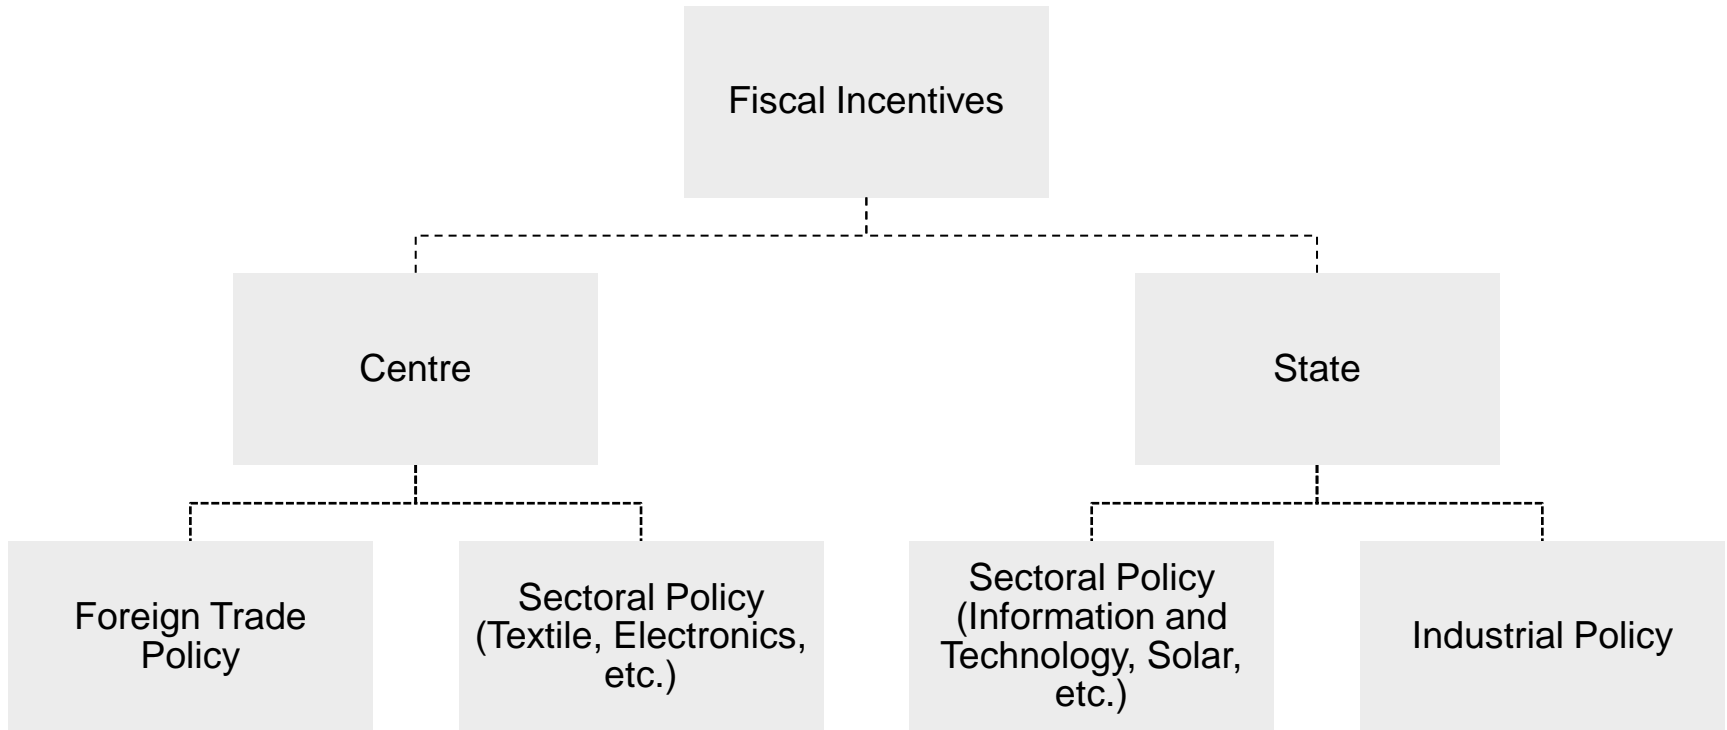 Fiscal Incentives
Centre
State
Foreign Trade
Policy
Sectoral Policy
(Textile, Electronics,
etc.)
Sectoral Policy
(Information and
Technology, Solar,
etc.)
Industrial Policy